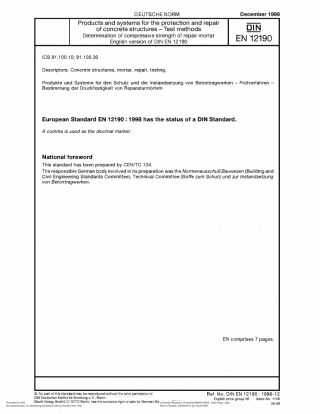 DEUTSCHE NORM
December 1998
Products and systems for the protection and repair
of concrete structures – Test methods
Determination of compressive strength of repair mortar
English version of DIN EN 12190
DIN
EN 12190
ICS 91.100.10; 91.100.30
Descriptors: Concrete structures, mortar, repair, testing.
Produkte und Systeme für den Schutz und die Instandsetzung von Betontragwerken – Prüfverfahren –
Bestimmung der Druckfestigkeit von Reparaturmörteln
European Standard EN 12190 : 1998 has the status of a DIN Standard.
A comma is used as the decimal marker.
National foreword
This standard has been prepared by CEN/TC 104.
The responsible German body involved in its preparation was the Normenausschuß Bauwesen (Building and
Civil Engineering Standards Committee), Technical Committee Stoffe zum Schutz und zur Instandsetzung
von Betontragwerken.
EN comprises 7 pages.
© No part of this standard may be reproduced without the prior permission of
DIN Deutsches Institut für Normung e. V., Berlin.
Beuth Verlag GmbH, D-10772 Berlin, has the exclusive right of sale for German
Ref. No. DIN EN 12190 : 1998-12
English price group 06 Sales No. 1106